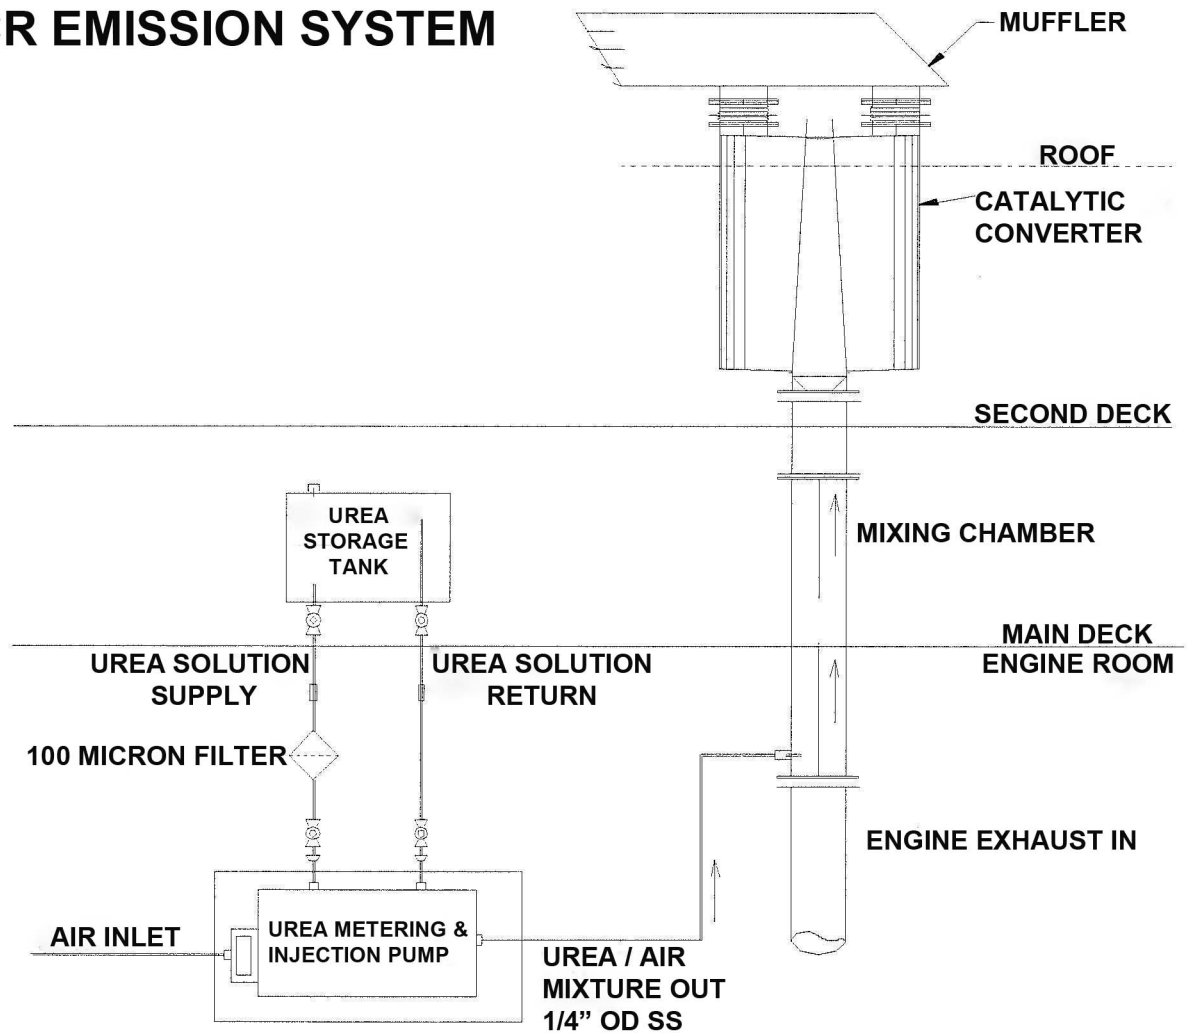 R EMISSION SYSTEM
MUFFLER
ROOF
CATALYTIC
CONVERTER
SECOND DECK
UREA
STORAGE
TANK
MIXING CHAMBER
MAIN DECK
ENGINE ROOM
UREA SOLUTION
SUPPLY
UREA SOLUTION
RETURN
100 MICRON FILTER
ENGINE EXHAUST IN
AIR INLET
UREA METERING &
INJECTION PUMP
UREA / AIR
MIXTURE OUT
1/4” OD SS